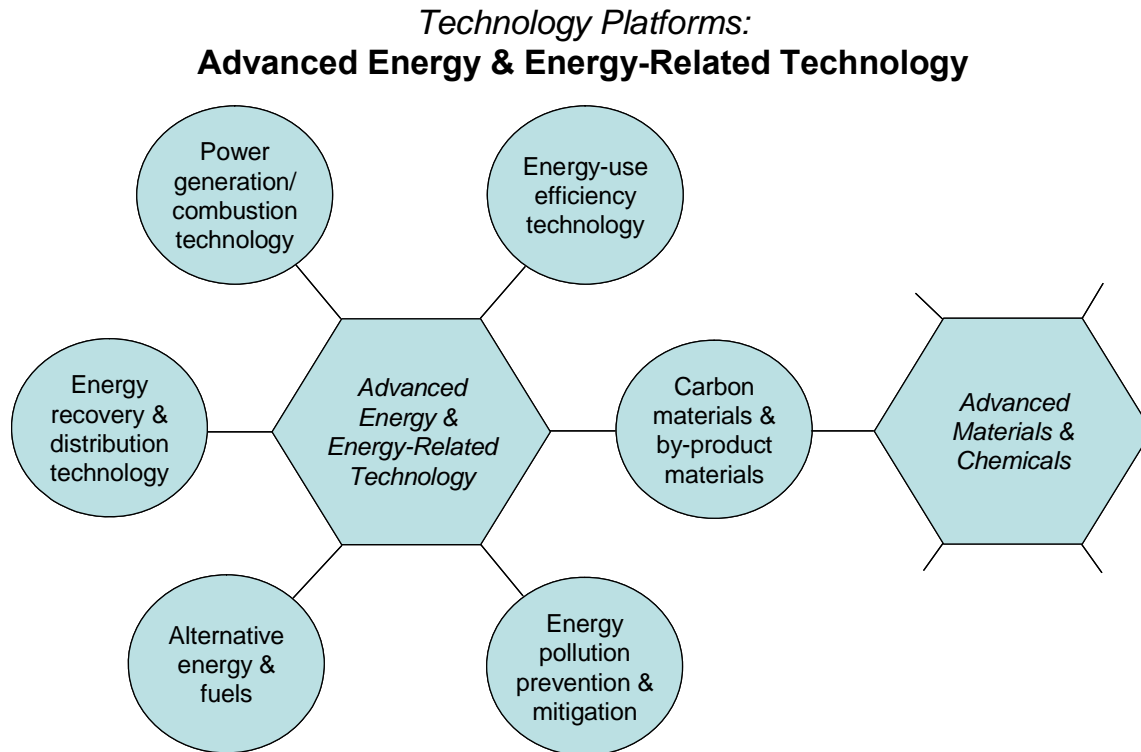 Technology Platforms:
Advanced Energy & Energy-Related Technology
Power
generation/
combustion
technology
Energy-use
efficiency
technology
Energy
recovery &
distribution
technology
Advanced
Energy &
Energy-Related
Technology
Carbon
materials &
by-product
materials
Advanced
Materials &
Chemicals
Alternative
energy &
fuels
Energy
pollution
prevention &
mitigation